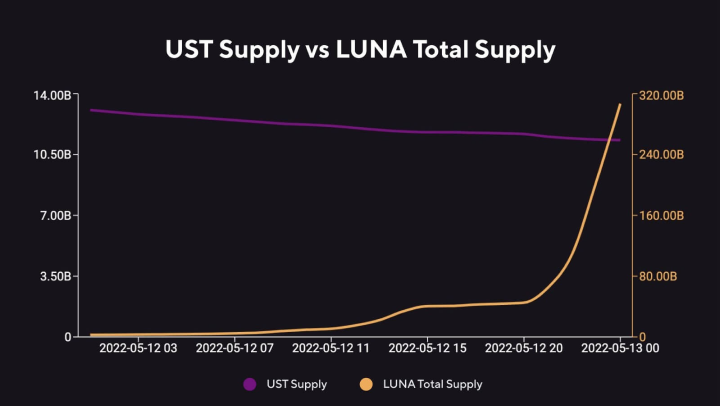 UST Supply vs LUNA Total Supply
14.00B 320.00B
10.50B 240.00B
7.00B 160.00B
3.50B 80.00B
0 0
2022-05-12 03 2022-05-12 07 2022-05-12 11 2022-05-12 15 2022-05-12 20 2022-05-13 00
UST Supply LUNA Total Supply